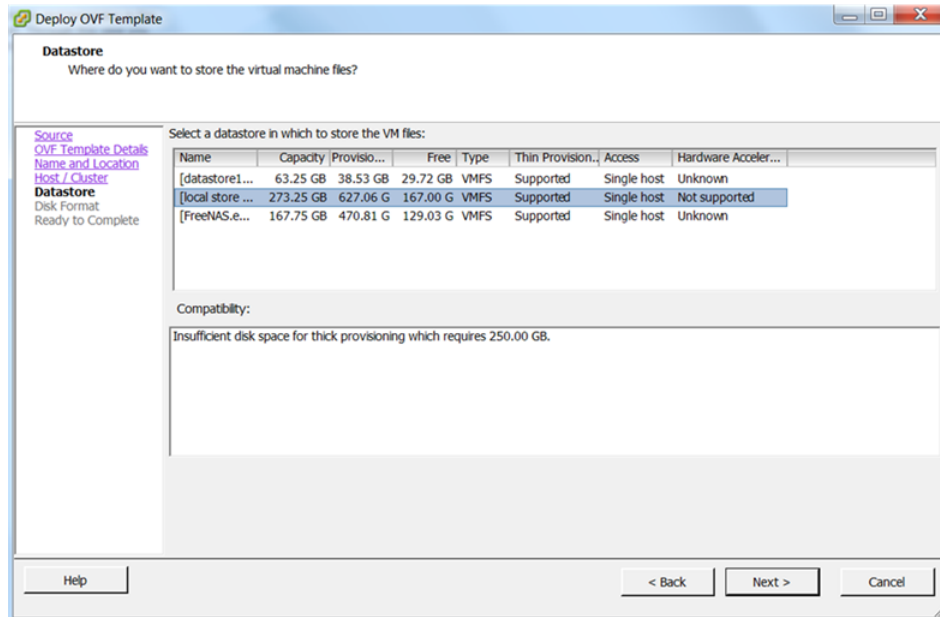 Deploy OVF Template
Datastore
Where do you want to store the virtual machine files?
Source
OVF Template Details
Name and Location
Host / Cluster
Datastore
Disk Format
Ready to Complete
Select a datastore in which to store the VM files:
Name Capacity Provisio... Free Type Thin Provision.. Access Hardware Acceler...
[datastore1... 63.25 GB 38.53 GB 29.72 GB VMFS Supported Single host Unknown
[local store ... 273.25 GB 627.06 G 167.00 G VMFS Supported Single host Not supported
[FreeNAS.e... 167.75 GB 470.81 G 129.03 G VMFS Supported Single host Unknown
Compatibility:
Insufficient disk space for thick provisioning which requires 250.00 GB.
Help < Back Next > Cancel